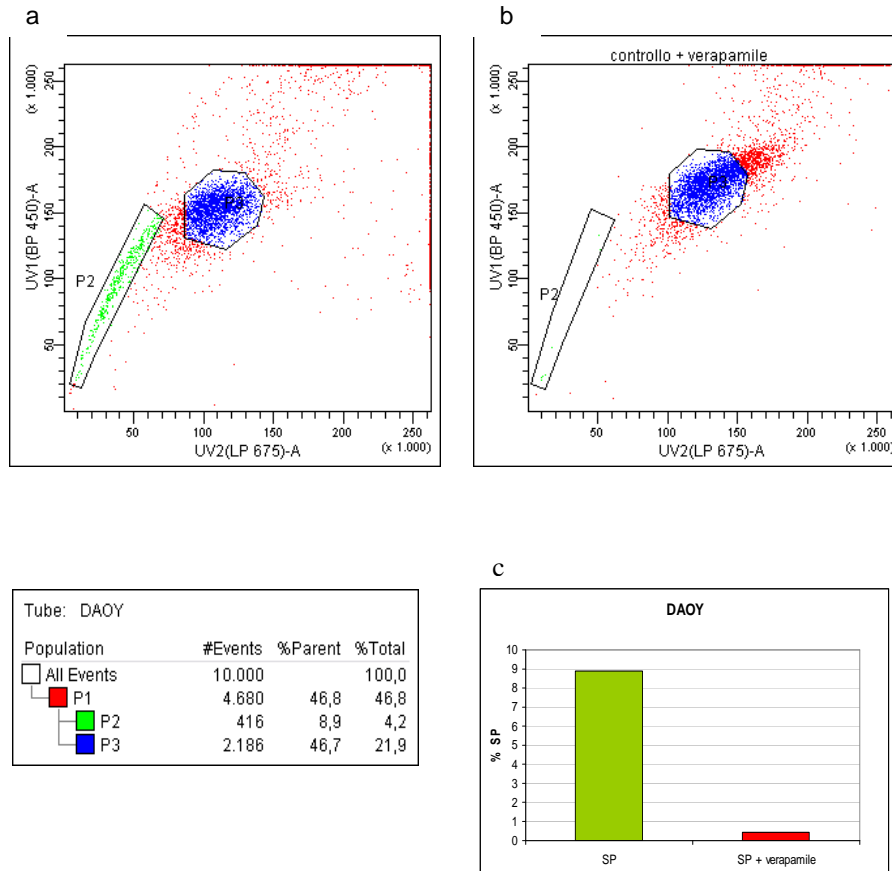 a
(x 1.000)
250
200
150
100
50
UV1(BP 450)-A
P2
P3
50 100 150 200 250
UV2(LP 675)-A (x 1.000)
b
controllo + verapamile
(x 1.000)
250
200
150
100
50
UV1(BP 450)-A
P2
50 100 150 200 250
UV2(LP 675)-A (x 1.000)
Tube: DAOY
Population #Events %Parent %Total
All Events 10.000 100,0
P1 4.680 46,8 46,8
P2 416 8,9 4,2
P3 2.186 46,7 21,9
c
DAOY
10
9
8
7
6
5
4
3
2
1
0
% SP
SP SP + verapamile